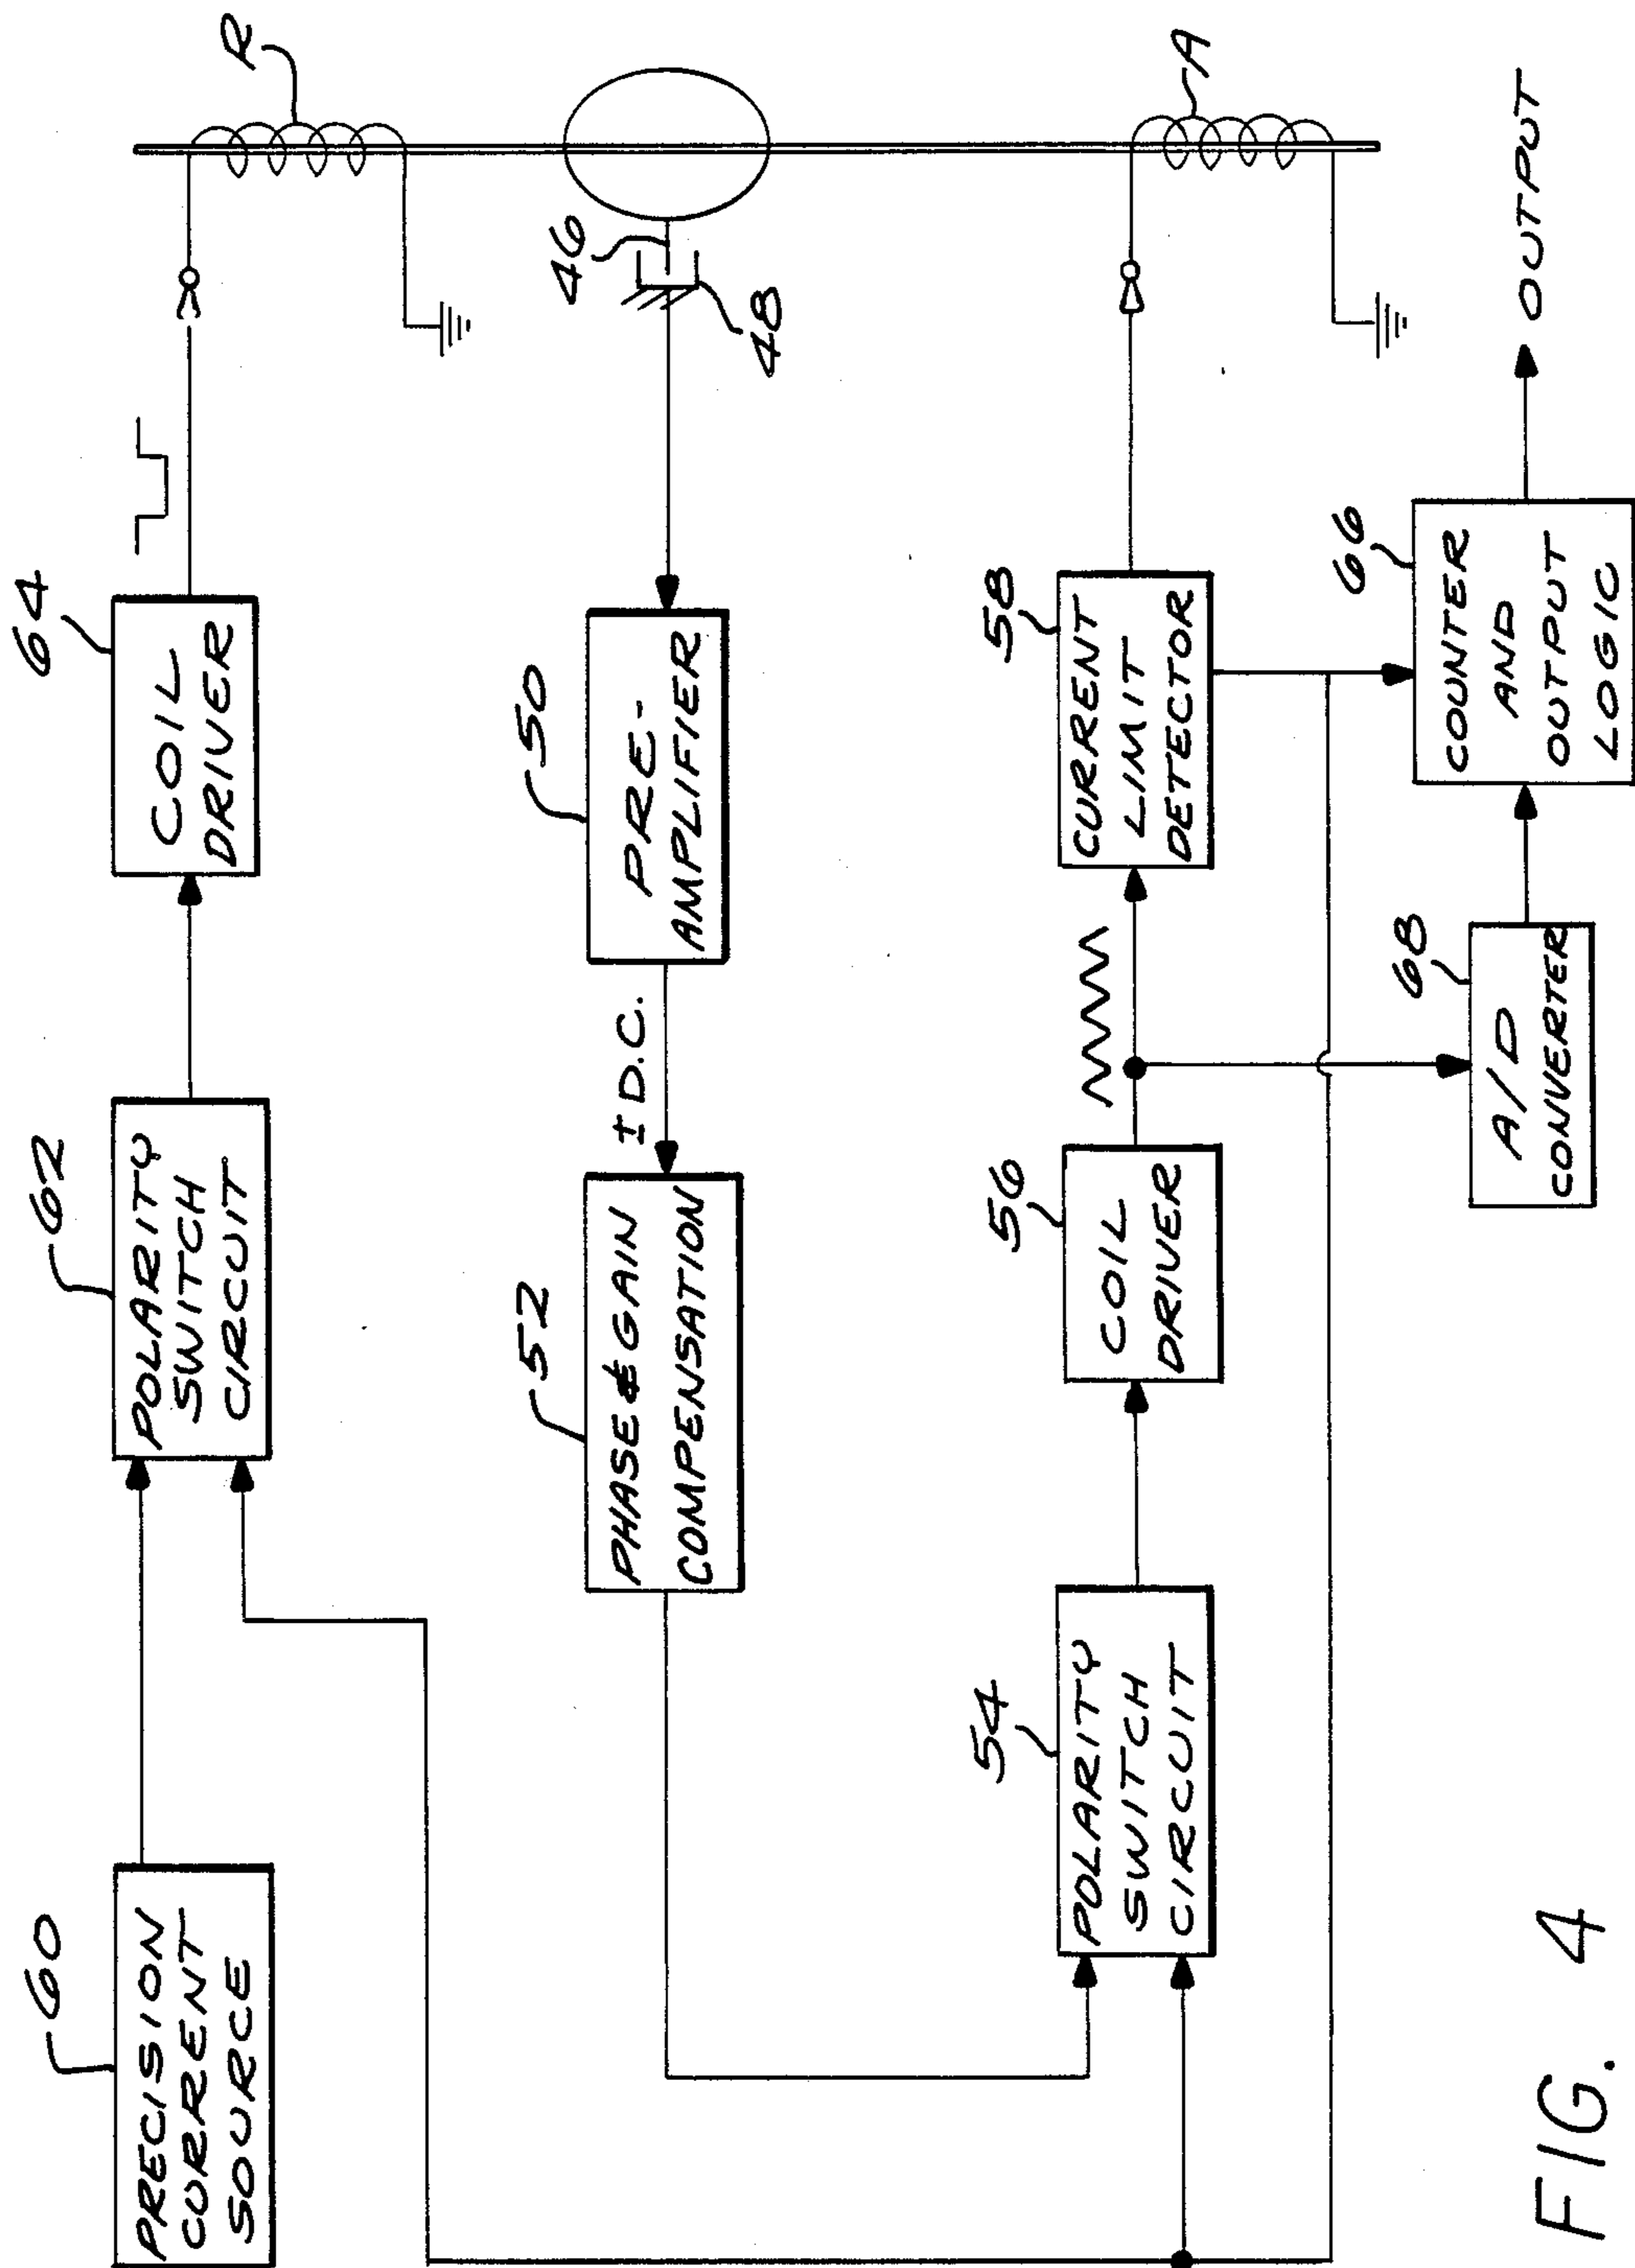 60
PRECISION
CURRENT
SOURCE
62
POLARITY
SWITCH
CIRCUIT
64
COIL
DRIVER
R
52
PHASE & GAIN
COMPENSATION
± D.C.
50
PRE-
AMPLIFIER
46
48
54
POLARITY
SWITCH
CIRCUIT
56
COIL
DRIVER
58
CURRENT
LIMIT
DETECTOR
A
68
A/D
CONVERTER
66
COUNTER
AND
OUTPUT
LOGIC
OUTPUT
FIG. 4